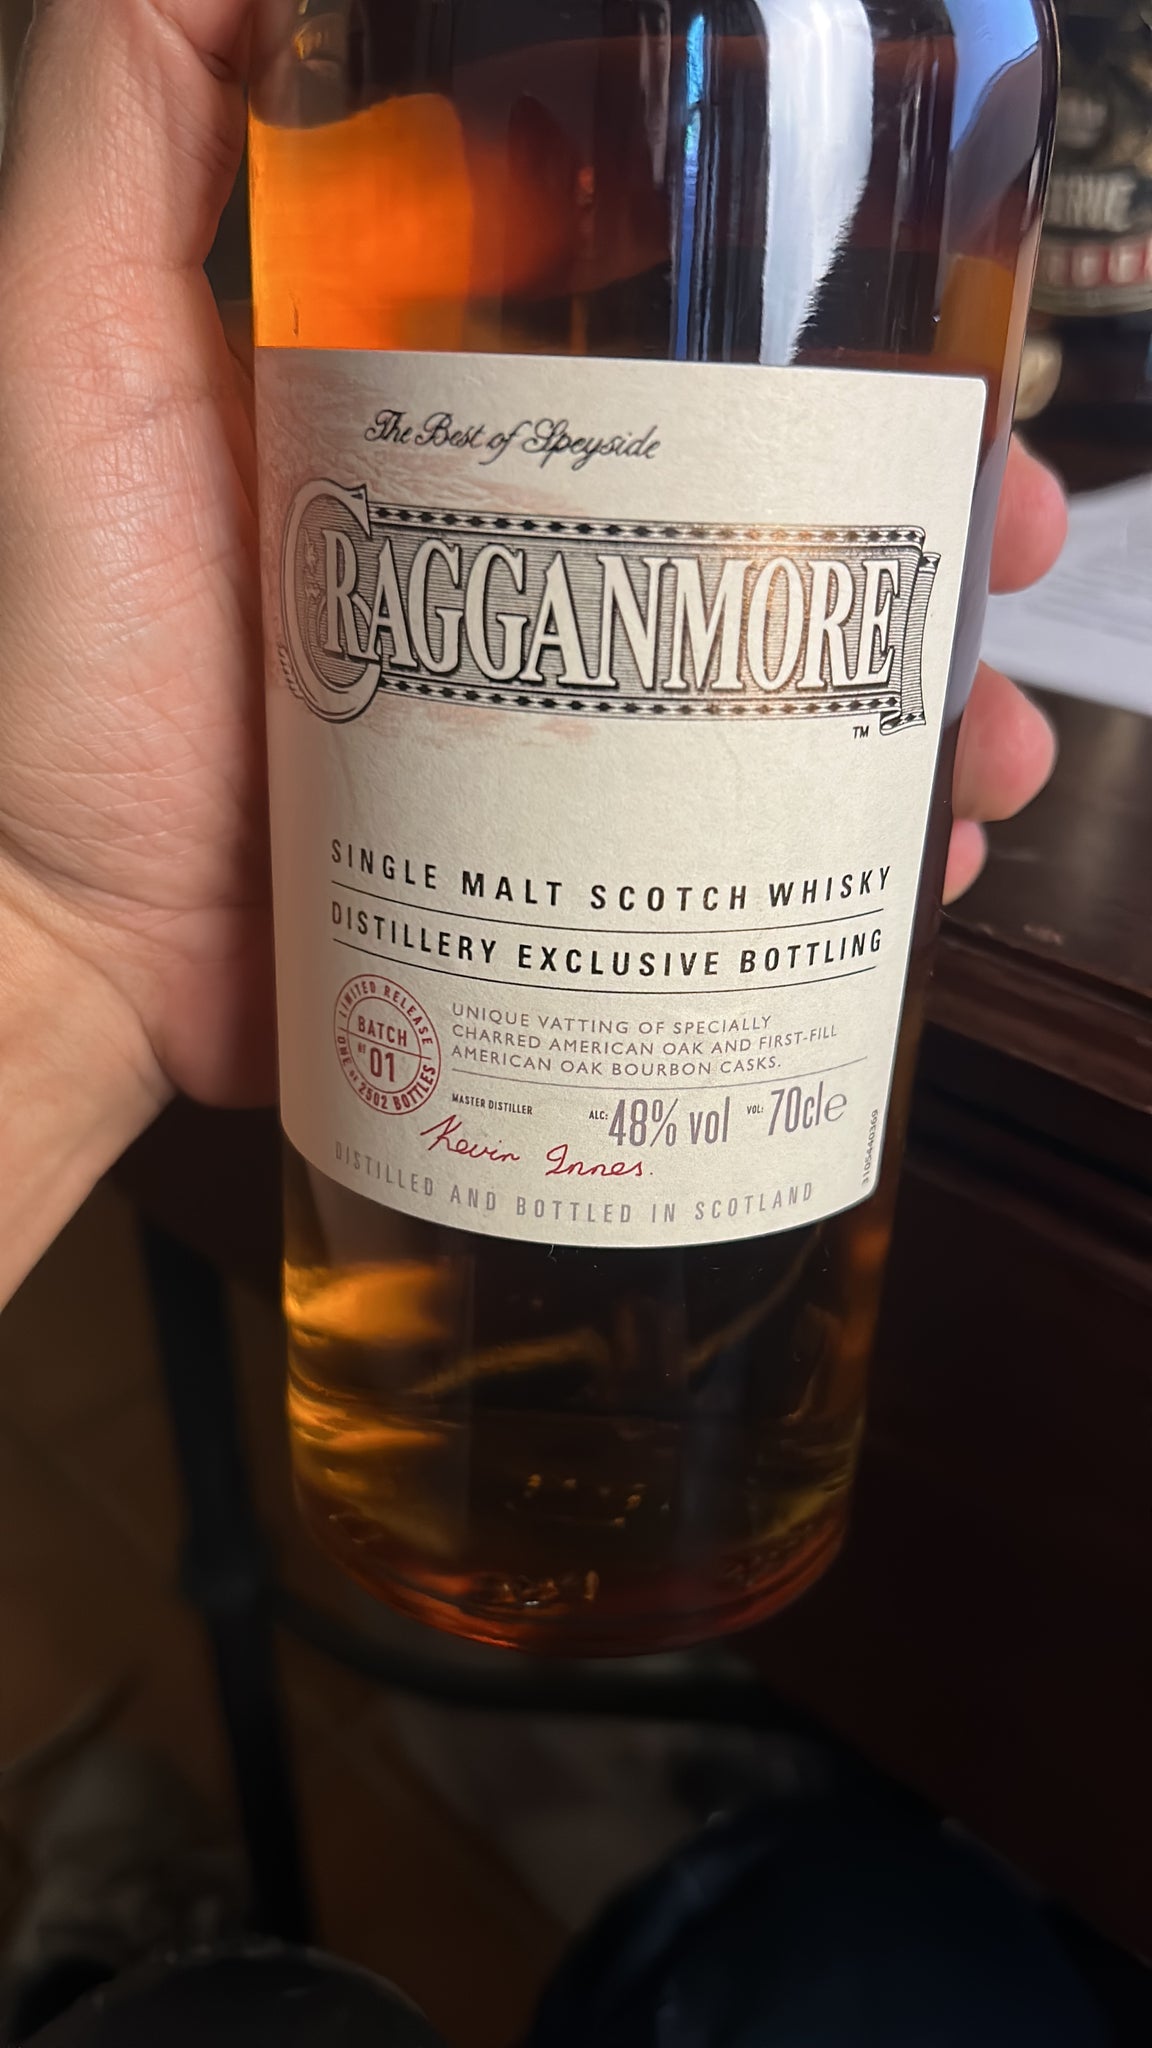 The Best of Speyside
CRAGGANMORE
TM
SINGLE MALT SCOTCH WHISKY
DISTILLERY EXCLUSIVE BOTTLING
LIMITED RELEASE
BATCH
Nº
01
ONE OF 2502 BOTTLES
UNIQUE VATTING OF SPECIALLY
CHARRED AMERICAN OAK AND FIRST-FILL
AMERICAN OAK BOURBON CASKS.
MASTER DISTILLER
Kevin Innes.
ALC: 48% vol VOL: 70cl e
DISTILLED AND BOTTLED IN SCOTLAND